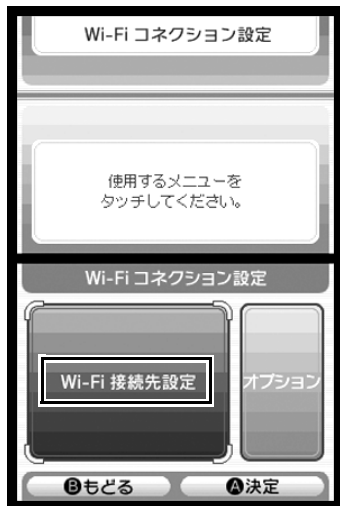 Wi-Fi コネクション設定
使用するメニューを
タッチしてください。
Wi-Fi コネクション設定
Wi-Fi 接続先設定
オプション
Ⓑもどる
Ⓐ決定